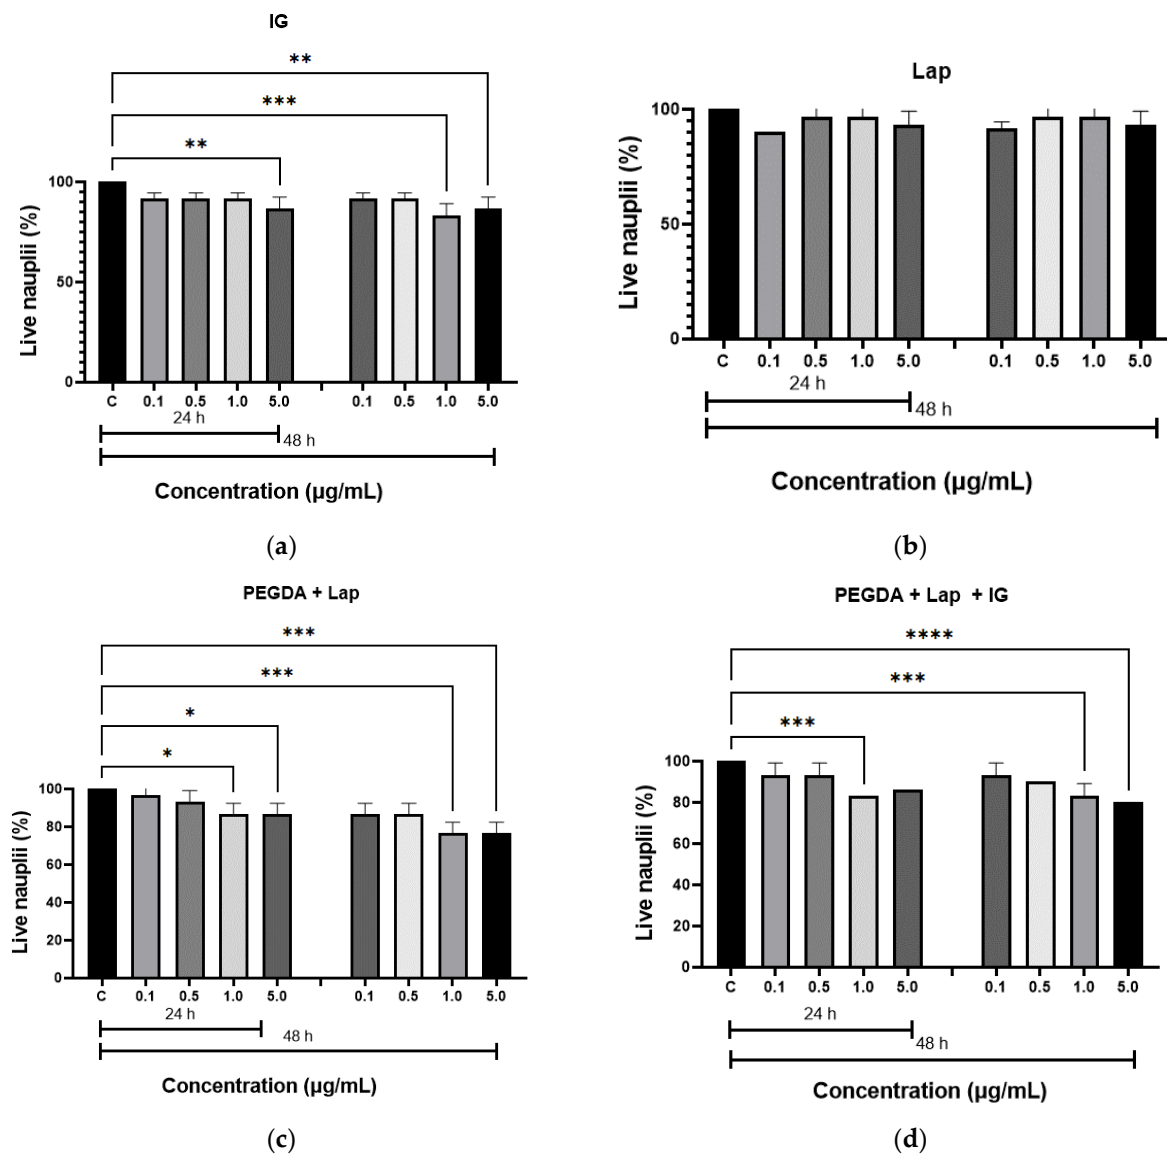 IG
**
***
**
Live nauplii (%)
100
50
0
C 0.1 0.5 1.0 5.0 0.1 0.5 1.0 5.0
24 h
48 h
Concentration (µg/mL)
(a)
Lap
Live nauplii (%)
100
50
0
C 0.1 0.5 1.0 5.0 0.1 0.5 1.0 5.0
24 h
48 h
Concentration (µg/mL)
(b)
PEGDA + Lap
***
***
*
*
Live nauplii (%)
100
80
60
40
20
0
C 0.1 0.5 1.0 5.0 0.1 0.5 1.0 5.0
24 h
48 h
Concentration (µg/mL)
(c)
PEGDA + Lap + IG
****
***
***
Live nauplii (%)
100
80
60
40
20
0
C 0.1 0.5 1.0 5.0 0.1 0.5 1.0 5.0
24 h
48 h
Concentration (µg/mL)
(d)